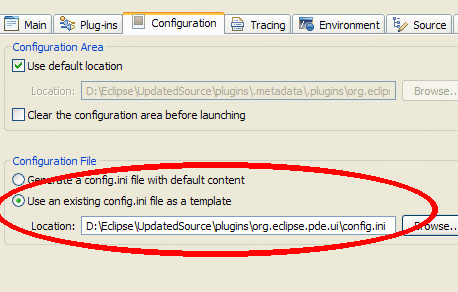 Main Plug-ins Configuration Tracing Environment Source
Configuration Area
Use default location
Location: D:\Eclipse\UpdatedSource\plugins\.metadata\.plugins\org.eclips Browse..
Clear the configuration area before launching
Configuration File
Generate a config.ini file with default content
Use an existing config.ini file as a template
Location: D:\Eclipse\UpdatedSource\plugins\org.eclipse.pde.ui\config.ini Browse..